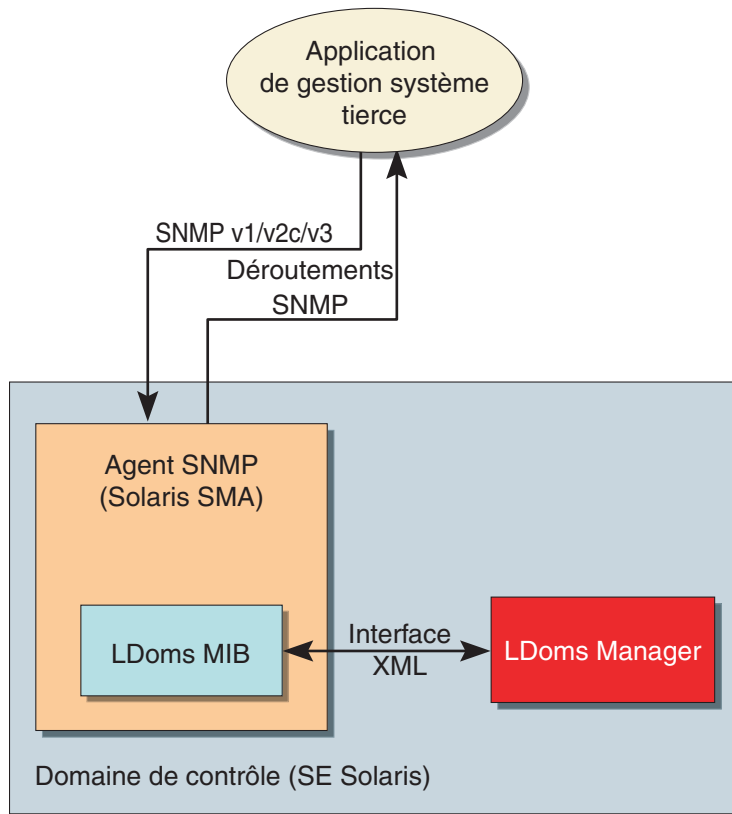 Application
de gestion système
tierce
SNMP v1/v2c/v3
Déroutements
SNMP
Agent SNMP
(Solaris SMA)
LDoms MIB
Interface
XML
LDoms Manager
Domaine de contrôle (SE Solaris)